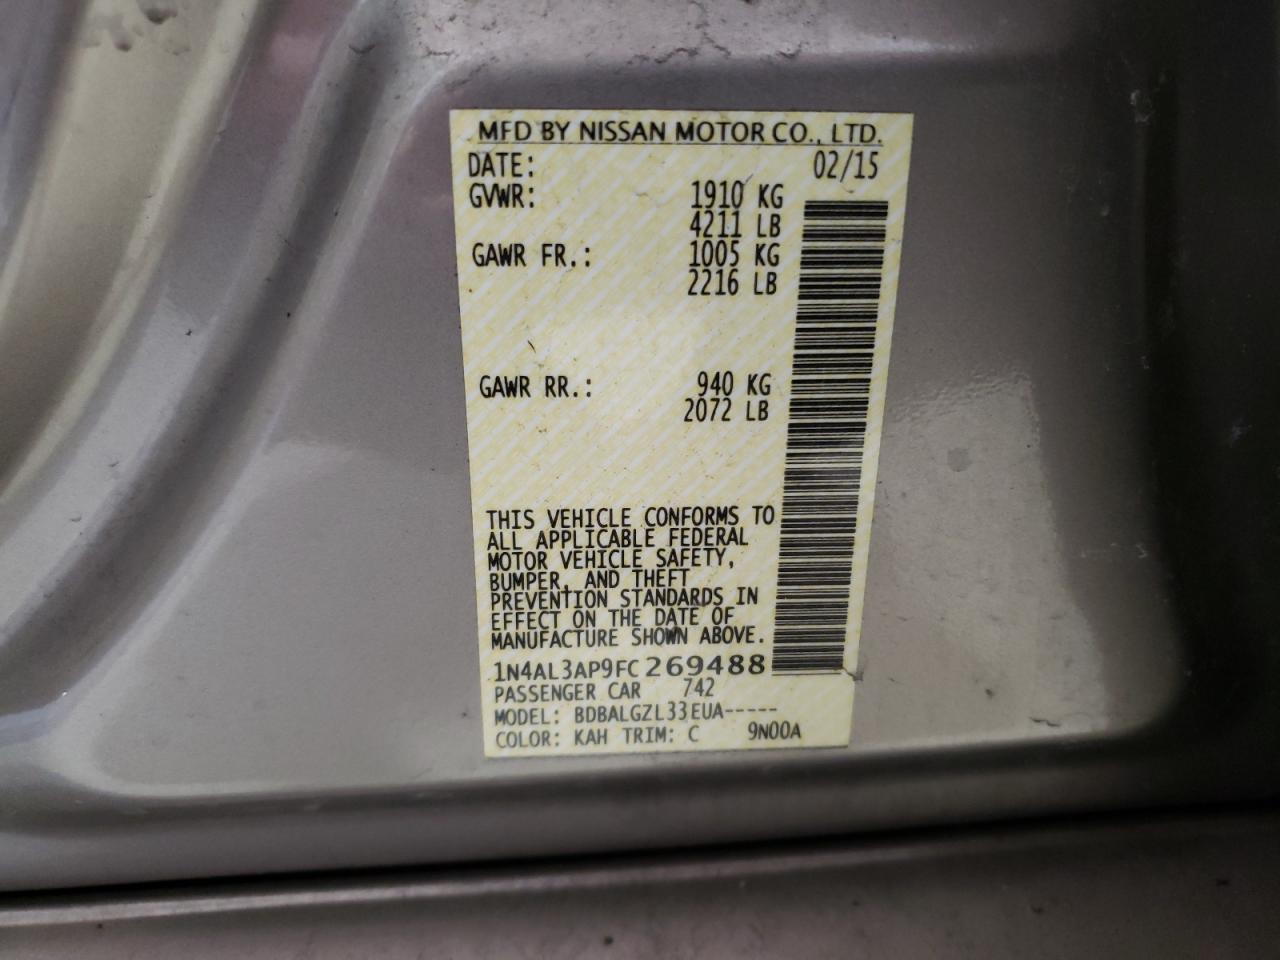 MFD BY NISSAN MOTOR CO., LTD.
DATE: 02/15
GVWR: 1910 KG
4211 LB
GAWR FR.: 1005 KG
2216 LB
GAWR RR.: 940 KG
2072 LB
THIS VEHICLE CONFORMS TO
ALL APPLICABLE FEDERAL
MOTOR VEHICLE SAFETY,
BUMPER, AND THEFT
PREVENTION STANDARDS IN
EFFECT ON THE DATE OF
MANUFACTURE SHOWN ABOVE.
1N4AL3AP9FC269488
PASSENGER CAR 742
MODEL: BDBALGZL33EUA-----
COLOR: KAH TRIM: C 9N00A